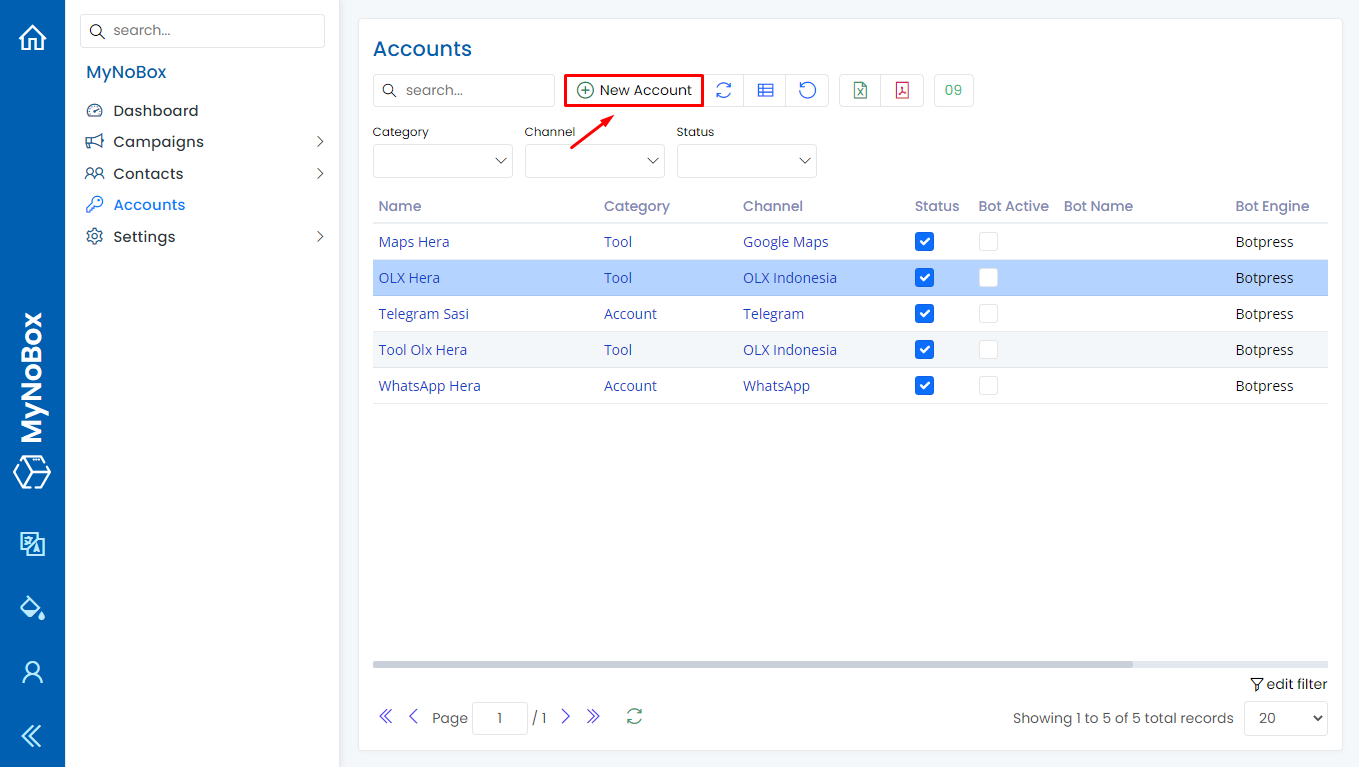 MyNoBox
search...
MyNoBox
Dashboard
Campaigns
Contacts
Accounts
Settings
Accounts
search... New Account 09
Category Channel Status
Name Category Channel Status Bot Active Bot Name Bot Engine
Maps Hera Tool Google Maps Botpress
OLX Hera Tool OLX Indonesia Botpress
Telegram Sasi Account Telegram Botpress
Tool Olx Hera Tool OLX Indonesia Botpress
WhatsApp Hera Account WhatsApp Botpress
edit filter
Page 1 / 1 Showing 1 to 5 of 5 total records 20